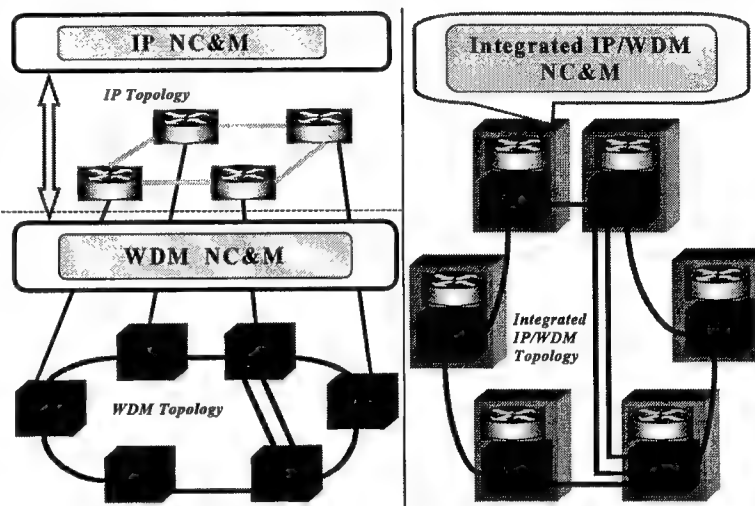 IP NC&M
IP Topology
WDM NC&M
WDM Topology
Integrated IP/WDM
NC&M
Integrated
IP/WDM
Topology